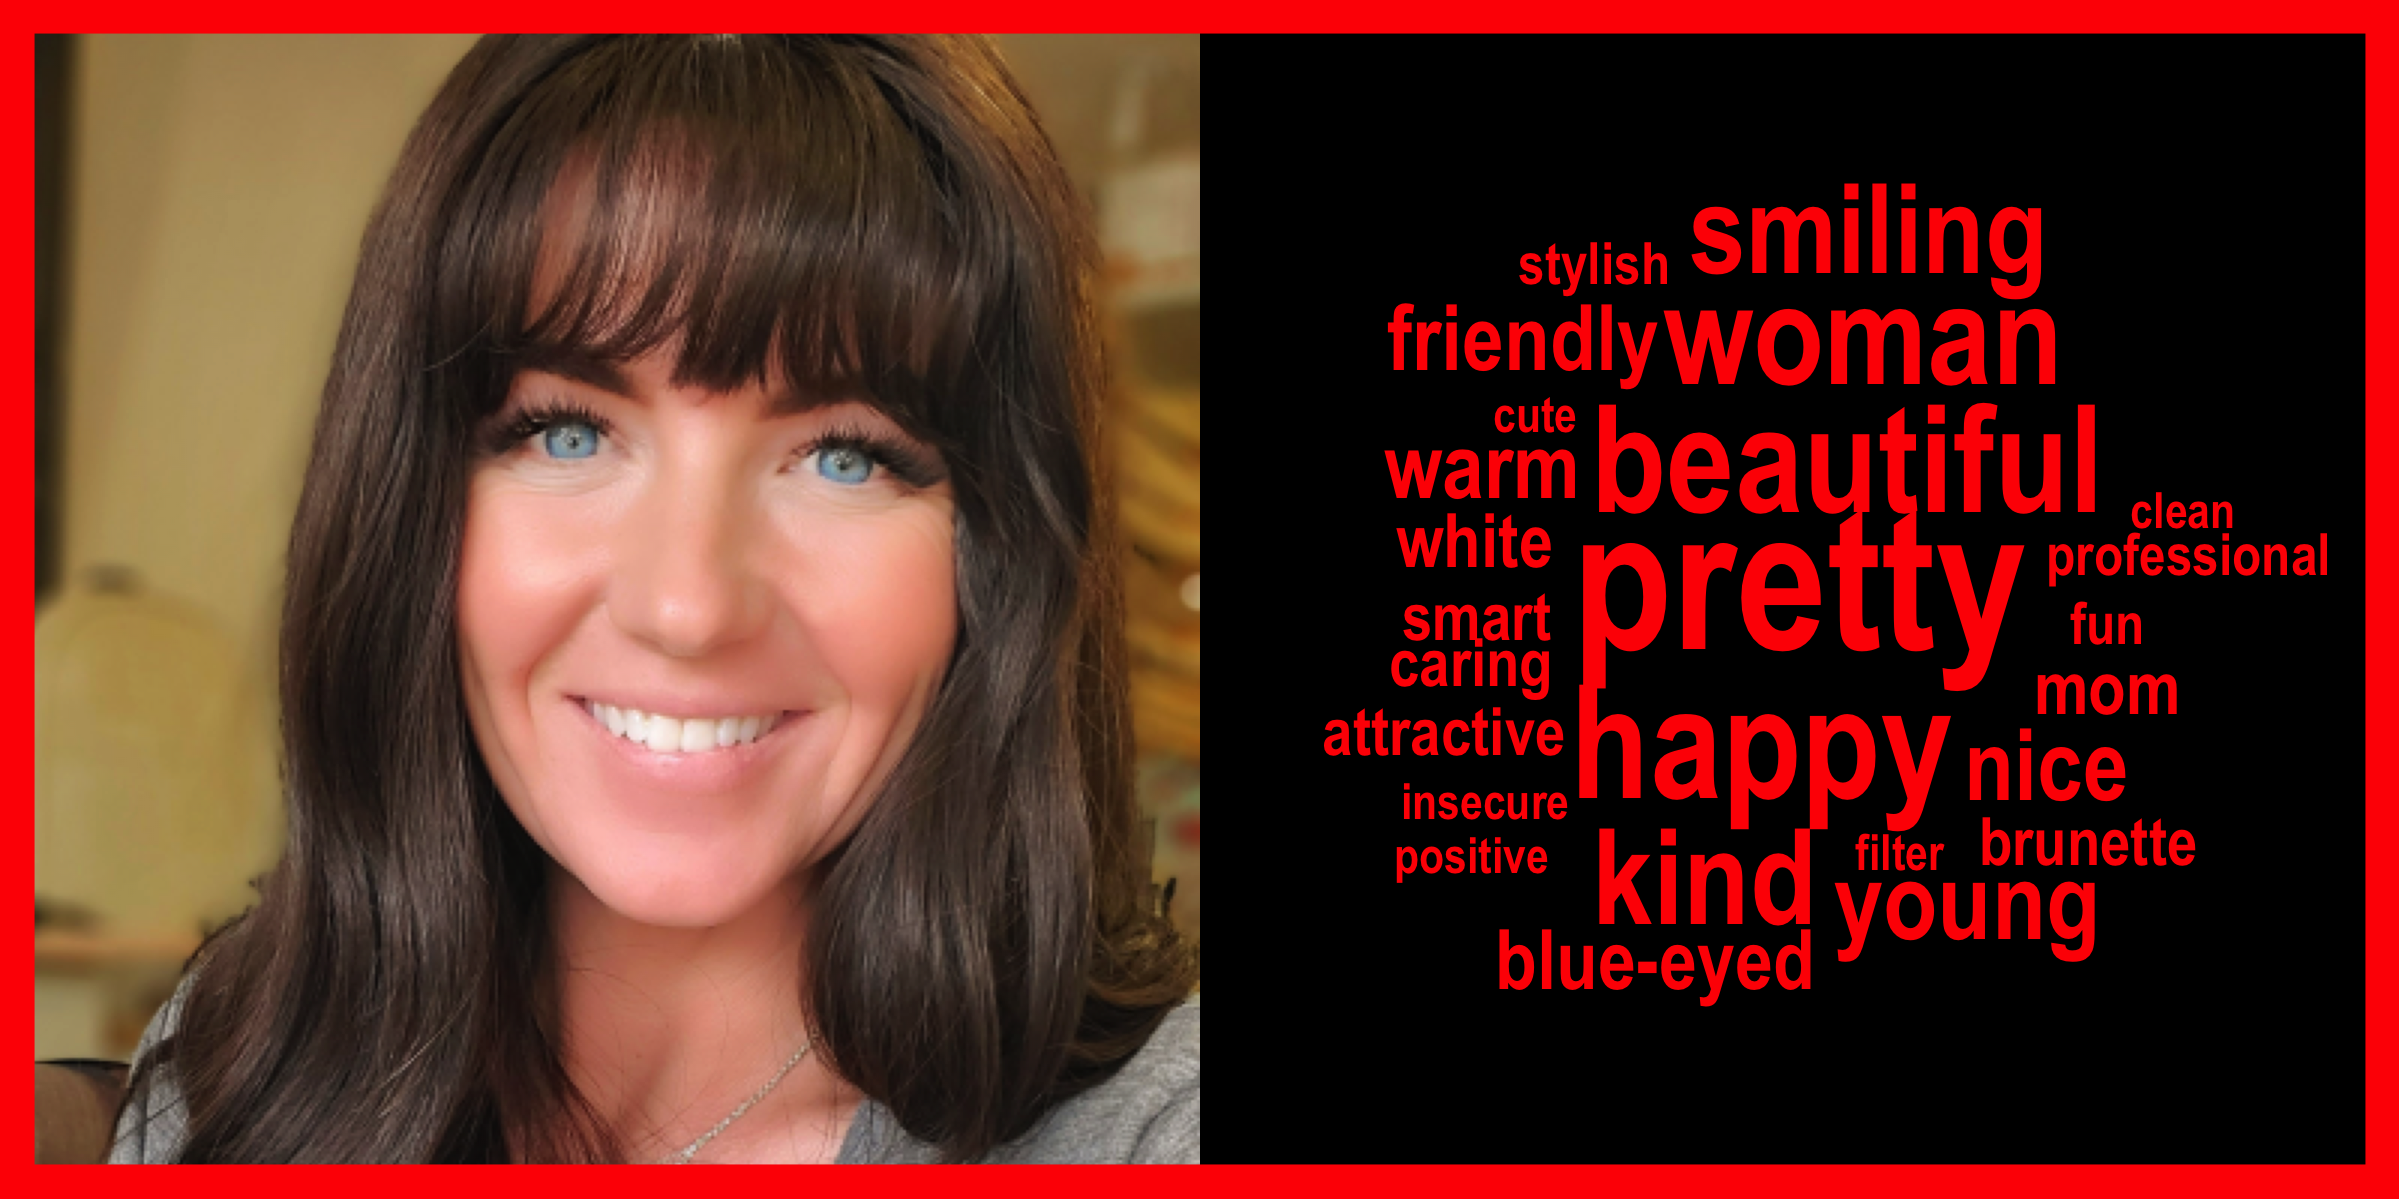 smiling
stylish
friendly woman
cute
beautiful
warm
clean
white
pretty
professional
smart
fun
caring
mom
attractive
happy
nice
insecure
positive
kind
filter
brunette
young
blue-eyed